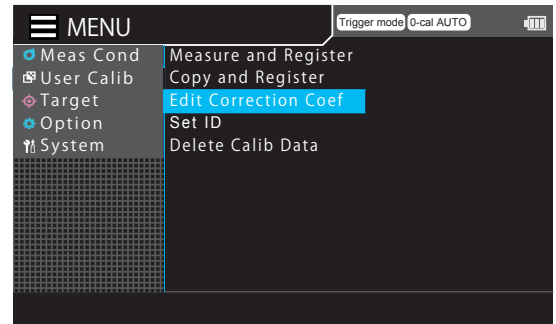 MENU
Trigger mode 0-cal AUTO
Meas Cond
User Calib
Target
Option
System
Measure and Register
Copy and Register
Edit Correction Coef
Set ID
Delete Calib Data